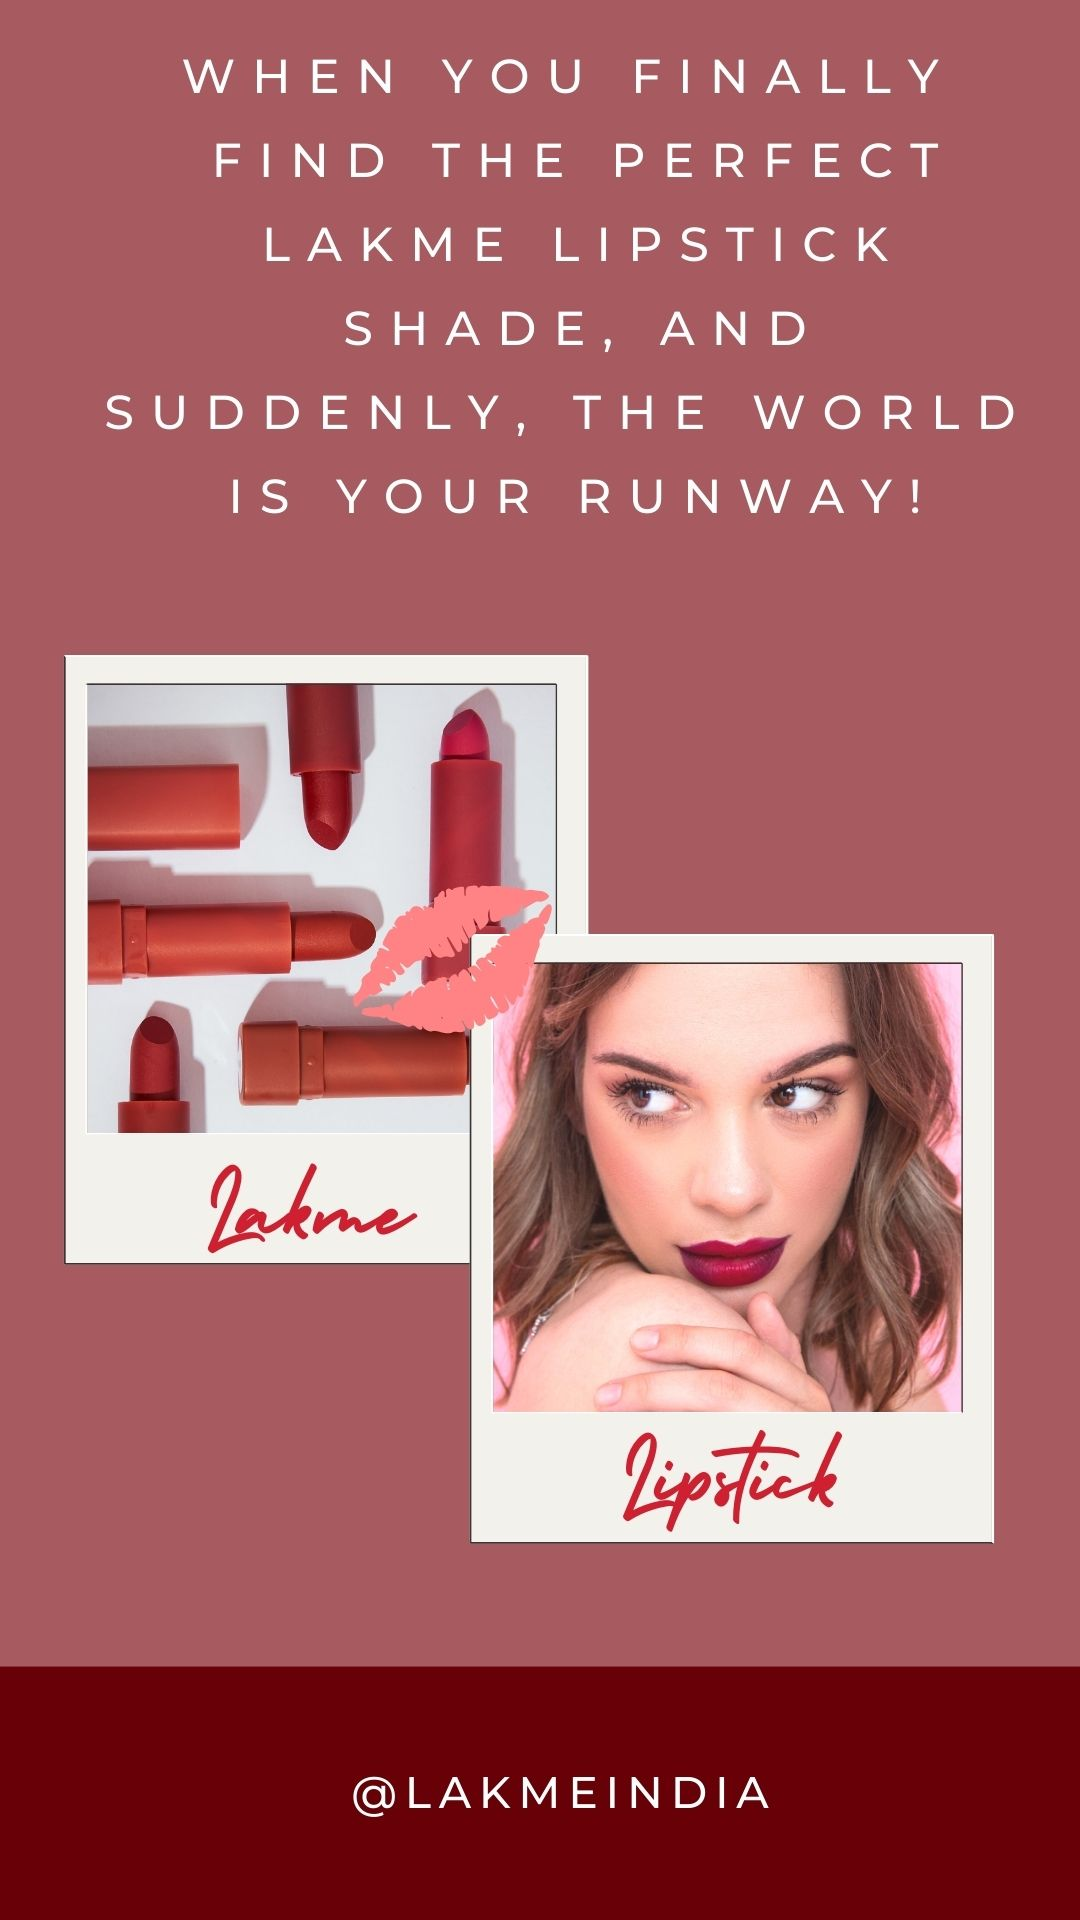 WHEN YOU FINALLY
FIND THE PERFECT
LAKME LIPSTICK
SHADE, AND
SUDDENLY, THE WORLD
IS YOUR RUNWAY!
Lakme
Lipstick
@LAKMEINDIA